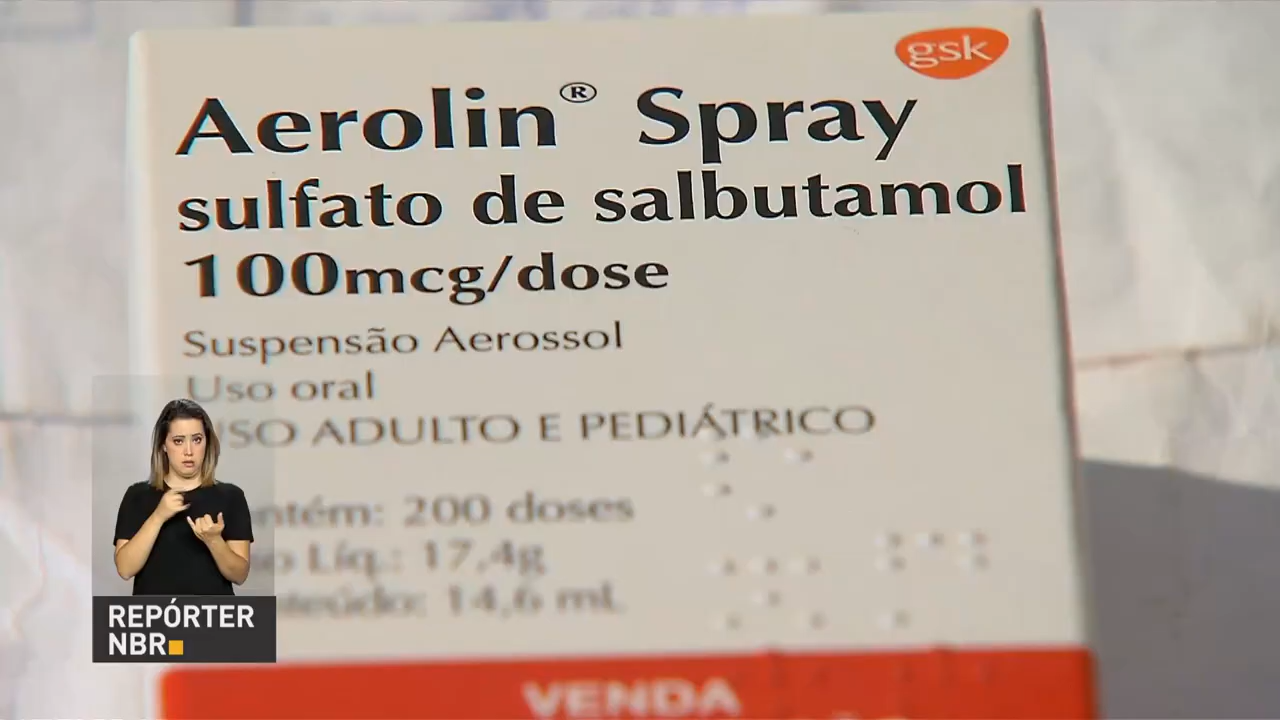 gsk
Aerolin® Spray
sulfato de salbutamol
100mcg/dose
Suspensão Aerossol
Uso oral
USO ADULTO E PEDIÁTRICO
ntém: 200 doses
so Líq.: 17,4g
nteúdo: 14,6 mL
REPÓRTER
NBR
VENDA